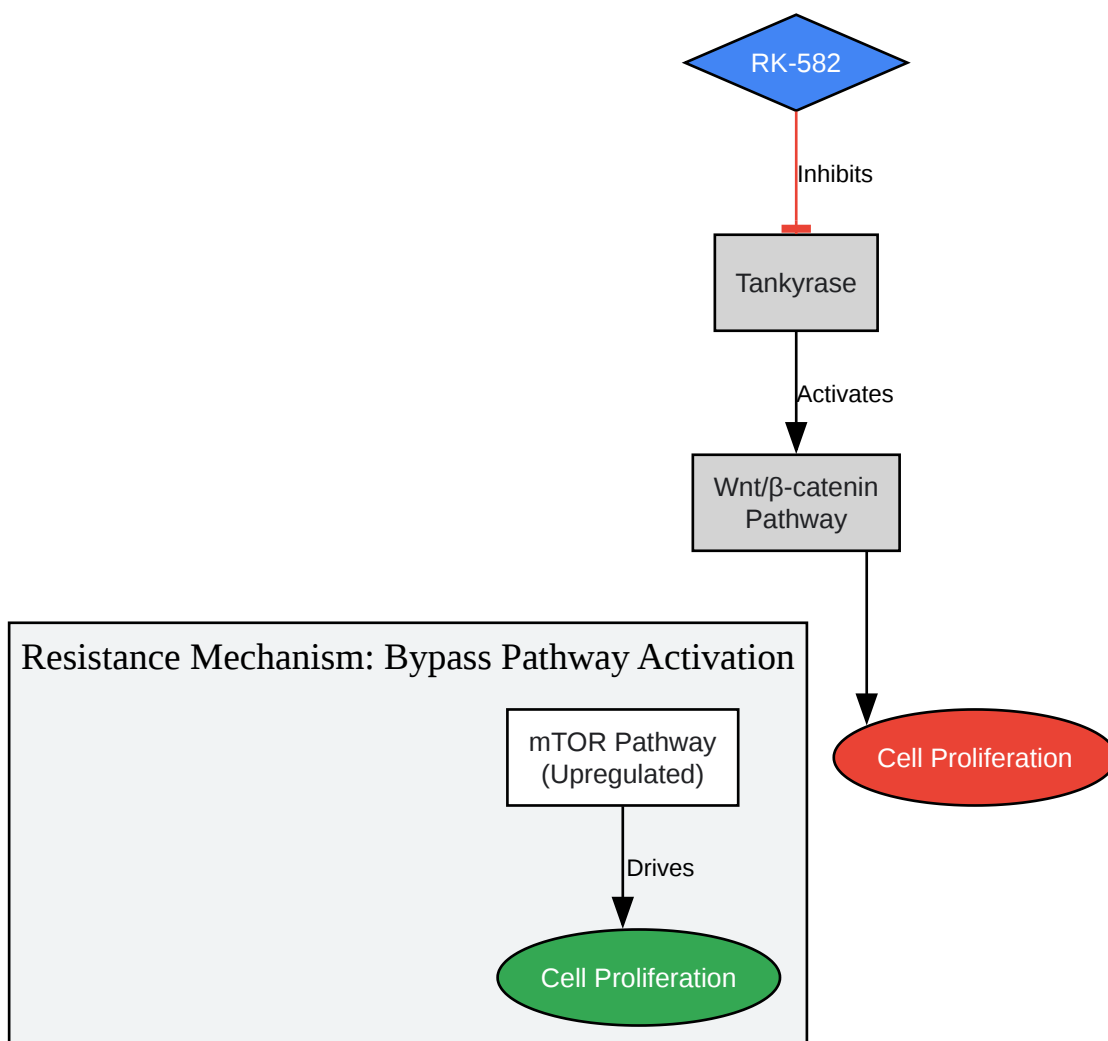 RK-582
Inhibits
Tankyrase
Activates
Wnt/β-catenin
Pathway
Resistance Mechanism: Bypass Pathway Activation
mTOR Pathway
(Upregulated)
Cell Proliferation
Drives
Cell Proliferation